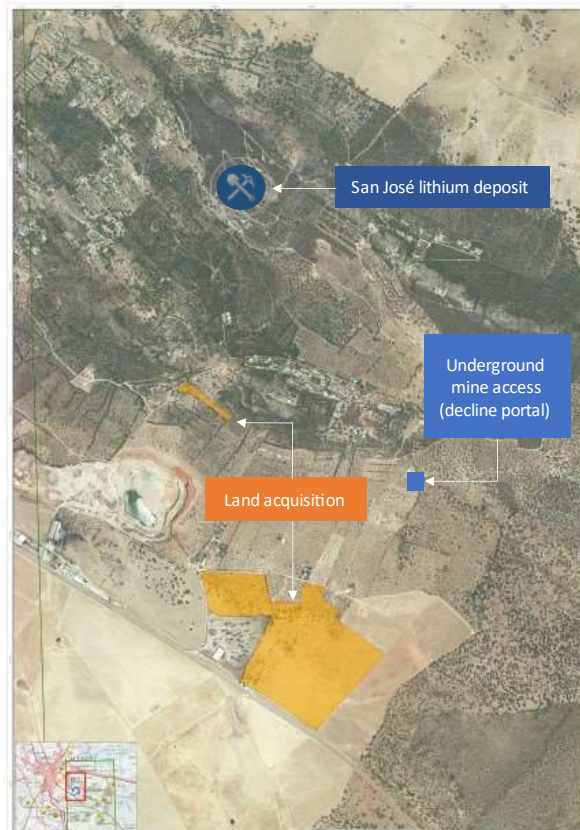 San José lithium deposit
Underground
mine access
(decline portal)
Land acquisition